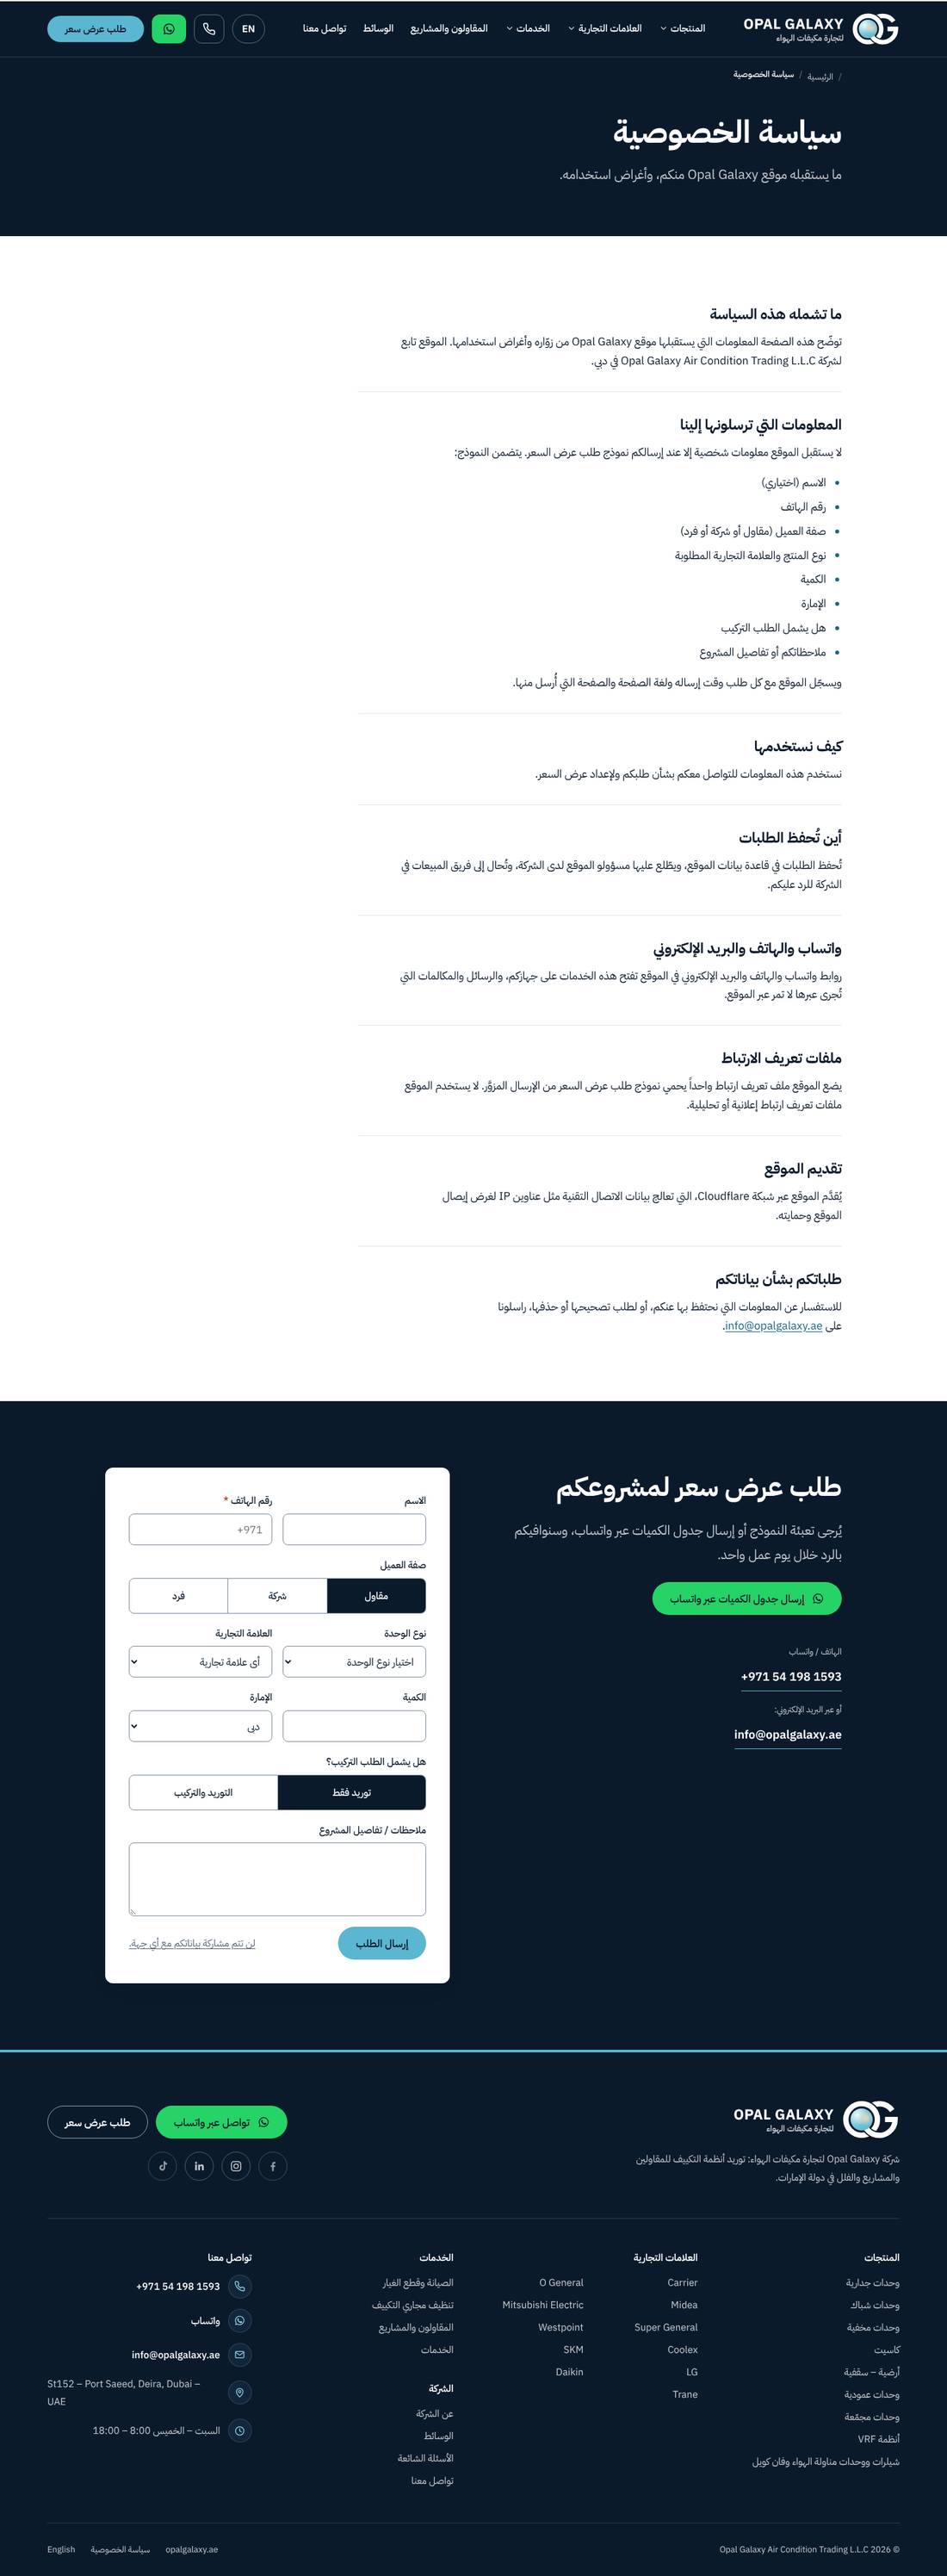 OPAL GALAXY
لتجارة مكيفات الهواء
المنتجات
العلامات التجارية
الخدمات
المقاولون والمشاريع
الوسائط
تواصل معنا
EN
طلب عرض سعر
/ الرئيسية / سياسة الخصوصية
سياسة الخصوصية
ما يستقبله موقع Opal Galaxy منكم، وأغراض استخدامه.
ما تشمله هذه السياسة
توضّح هذه الصفحة المعلومات التي يستقبلها موقع Opal Galaxy من زوّاره وأغراض استخدامها. الموقع تابع
لشركة Opal Galaxy Air Condition Trading L.L.C في دبي.
المعلومات التي ترسلونها إلينا
لا يستقبل الموقع معلومات شخصية إلا عند إرسالكم نموذج طلب عرض السعر. يتضمن النموذج:
• الاسم (اختياري)
• رقم الهاتف
• صفة العميل (مقاول أو شركة أو فرد)
• نوع المنتج والعلامة التجارية المطلوبة
• الكمية
• الإمارة
• هل يشمل الطلب التركيب
• ملاحظاتكم أو تفاصيل المشروع
ويسجّل الموقع مع كل طلب وقت إرساله ولغة الصفحة والصفحة التي أُرسل منها.
كيف نستخدمها
نستخدم هذه المعلومات للتواصل معكم بشأن طلبكم ولإعداد عرض السعر.
أين تُحفظ الطلبات
تُحفظ الطلبات في قاعدة بيانات الموقع، ويطّلع عليها مسؤولو الموقع لدى الشركة، وتُحال إلى فريق المبيعات في
الشركة للرد عليكم.
واتساب والهاتف والبريد الإلكتروني
روابط واتساب والهاتف والبريد الإلكتروني في الموقع تفتح هذه الخدمات على جهازكم، والرسائل والمكالمات التي
تُجرى عبرها لا تمر عبر الموقع.
ملفات تعريف الارتباط
يضع الموقع ملف تعريف ارتباط واحداً يحمي نموذج طلب عرض السعر من الإرسال المزوَّر. لا يستخدم الموقع
ملفات تعريف ارتباط إعلانية أو تحليلية.
تقديم الموقع
يُقدَّم الموقع عبر شبكة Cloudflare، التي تعالج بيانات الاتصال التقنية مثل عناوين IP لغرض إيصال
الموقع وحمايته.
طلباتكم بشأن بياناتكم
للاستفسار عن المعلومات التي نحتفظ بها عنكم، أو لطلب تصحيحها أو حذفها، راسلونا
على info@opalgalaxy.ae.
طلب عرض سعر لمشروعكم
يُرجى تعبئة النموذج أو إرسال جدول الكميات عبر واتساب، وسنوافيكم
بالرد خلال يوم عمل واحد.
إرسال جدول الكميات عبر واتساب
الهاتف / واتساب
+971 54 198 1593
أو عبر البريد الإلكتروني:
info@opalgalaxy.ae
الاسم
رقم الهاتف *
+971
صفة العميل
مقاول
شركة
فرد
نوع الوحدة
العلامة التجارية
اختيار نوع الوحدة
أي علامة تجارية
الكمية
الإمارة
دبي
هل يشمل الطلب التركيب؟
توريد فقط
التوريد والتركيب
ملاحظات / تفاصيل المشروع
إرسال الطلب
لن تتم مشاركة بياناتكم مع أي جهة.
OPAL GALAXY
لتجارة مكيفات الهواء
شركة Opal Galaxy لتجارة مكيفات الهواء: توريد أنظمة التكييف للمقاولين
والمشاريع والفلل في دولة الإمارات.
تواصل عبر واتساب
طلب عرض سعر
المنتجات
وحدات جدارية
وحدات شباك
وحدات مخفية
كاسيت
أرضية – سقفية
وحدات عمودية
وحدات مجمّعة
أنظمة VRF
شيلرات ووحدات مناولة الهواء وفان كويل
العلامات التجارية
Carrier
Midea
Super General
Coolex
LG
Trane
O General
Mitsubishi Electric
Westpoint
SKM
Daikin
الخدمات
الصيانة وقطع الغيار
تنظيف مجاري التكييف
المقاولون والمشاريع
الخدمات
الشركة
عن الشركة
الوسائط
الأسئلة الشائعة
تواصل معنا
تواصل معنا
+971 54 198 1593
واتساب
info@opalgalaxy.ae
St152 – Port Saeed, Deira, Dubai –
UAE
السبت – الخميس 8:00 – 18:00
© 2026 Opal Galaxy Air Condition Trading L.L.C
opalgalaxy.ae
سياسة الخصوصية
English